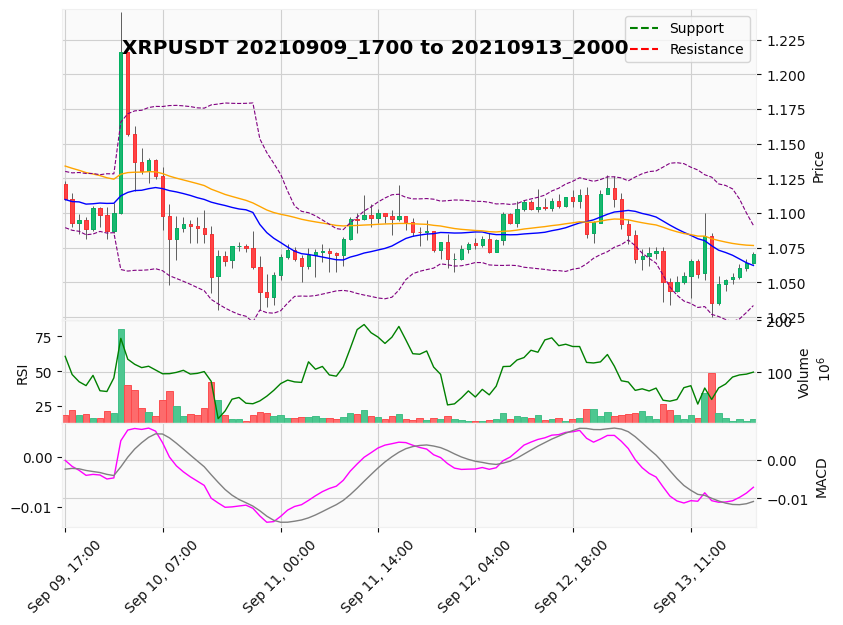 XRPUSDT 20210909_1700 to 20210913_2000
Support
Resistance
1.225
1.200
1.175
1.150
1.125
1.100
1.075
1.050
1.025
Price
75
50
25
RSI
200
100
Volume
10⁶
0.00
−0.01
0.00
−0.01
MACD
Sep 09, 17:00
Sep 10, 07:00
Sep 11, 00:00
Sep 11, 14:00
Sep 12, 04:00
Sep 12, 18:00
Sep 13, 11:00